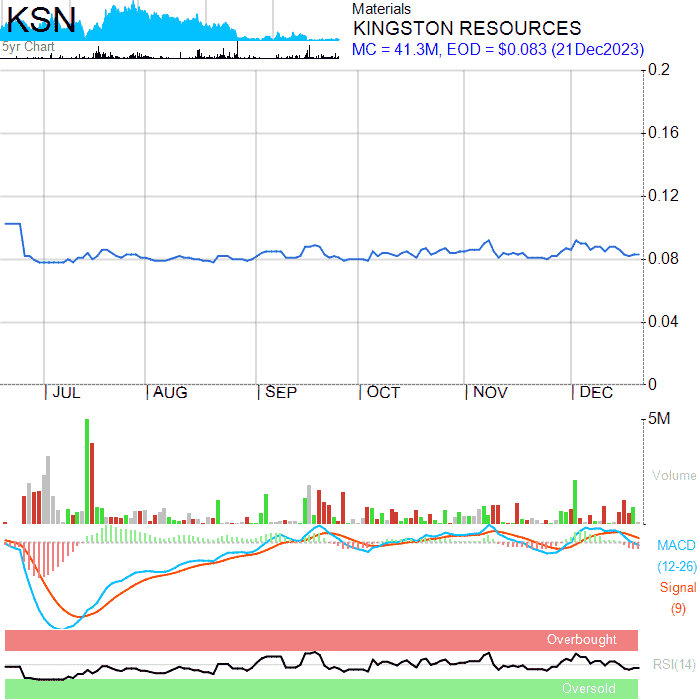 KSN
5yr Chart
Materials
KINGSTON RESOURCES
MC = 41.3M, EOD = $0.083 (21Dec2023)
0.2
0.16
0.12
0.08
0.04
0
JUL AUG SEP OCT NOV DEC
5M
Volume
MACD
(12-26)
Signal
(9)
Overbought
RSI(14)
Oversold